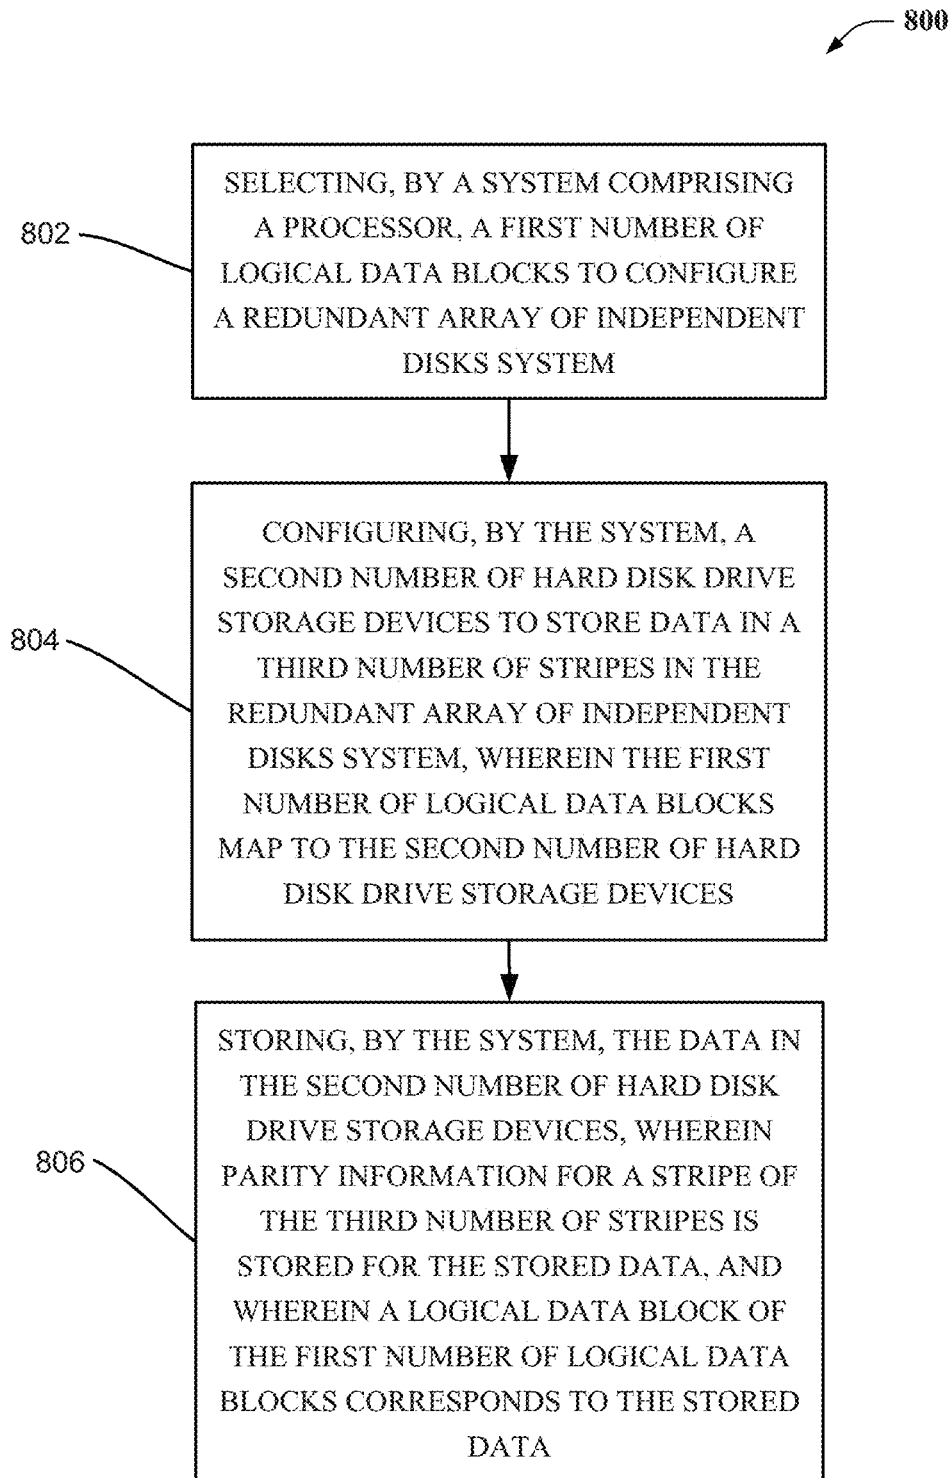 800
802
SELECTING, BY A SYSTEM COMPRISING
A PROCESSOR, A FIRST NUMBER OF
LOGICAL DATA BLOCKS TO CONFIGURE
A REDUNDANT ARRAY OF INDEPENDENT
DISKS SYSTEM
804
CONFIGURING, BY THE SYSTEM, A
SECOND NUMBER OF HARD DISK DRIVE
STORAGE DEVICES TO STORE DATA IN A
THIRD NUMBER OF STRIPES IN THE
REDUNDANT ARRAY OF INDEPENDENT
DISKS SYSTEM, WHEREIN THE FIRST
NUMBER OF LOGICAL DATA BLOCKS
MAP TO THE SECOND NUMBER OF HARD
DISK DRIVE STORAGE DEVICES
806
STORING, BY THE SYSTEM, THE DATA IN
THE SECOND NUMBER OF HARD DISK
DRIVE STORAGE DEVICES, WHEREIN
PARITY INFORMATION FOR A STRIPE OF
THE THIRD NUMBER OF STRIPES IS
STORED FOR THE STORED DATA, AND
WHEREIN A LOGICAL DATA BLOCK OF
THE FIRST NUMBER OF LOGICAL DATA
BLOCKS CORRESPONDS TO THE STORED
DATA